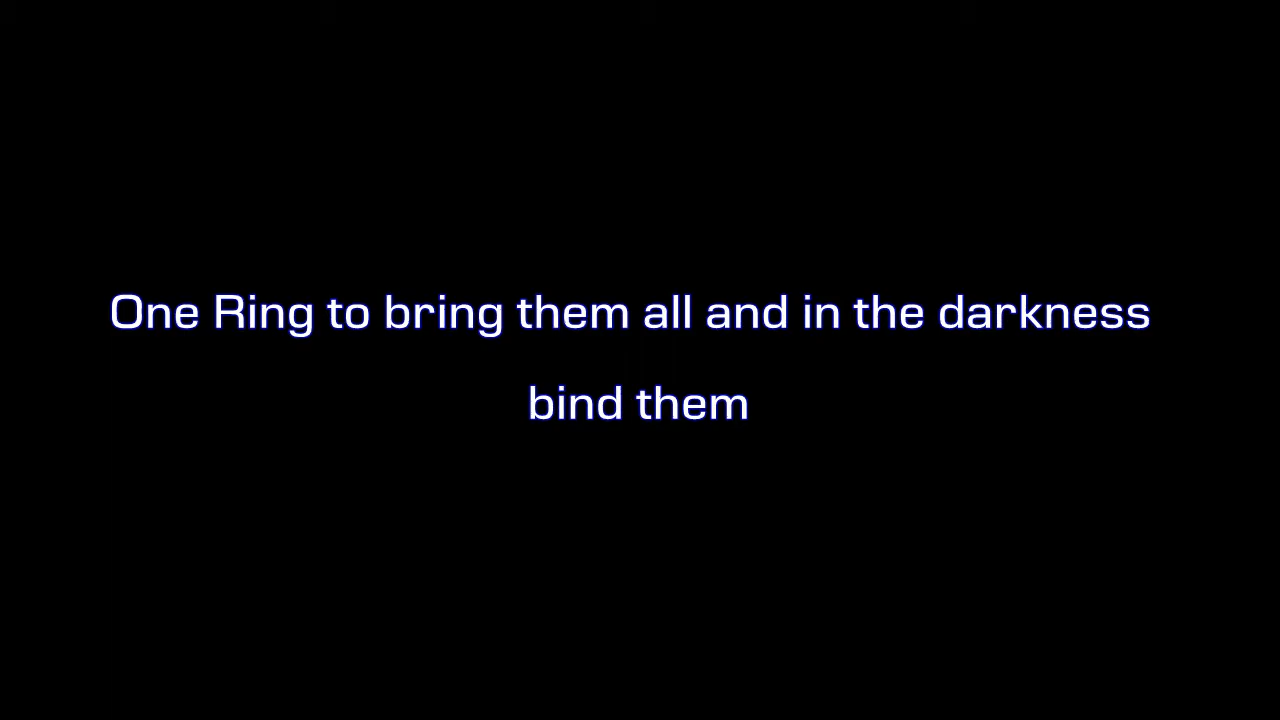 One Ring to bring them all and in the darkness
bind them